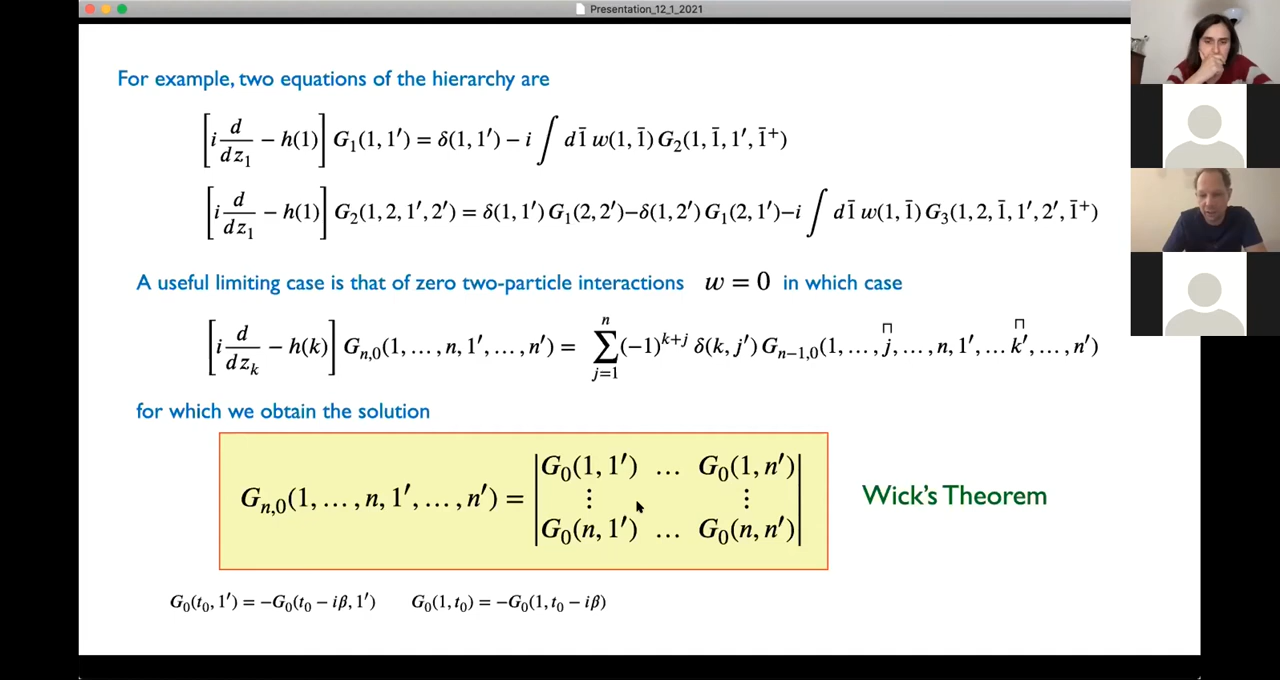 Presentation_12_1_2021
For example, two equations of the hierarchy are
[i d/dz₁ − h(1)] G₁(1, 1′) = δ(1, 1′) − i ∫ d1̄ w(1, 1̄) G₂(1, 1̄, 1′, 1̄⁺)
[i d/dz₁ − h(1)] G₂(1, 2, 1′, 2′) = δ(1, 1′) G₁(2, 2′)−δ(1, 2′) G₁(2, 1′)−i ∫ d1̄ w(1, 1̄) G₃(1, 2, 1̄, 1′, 2′, 1̄⁺)
A useful limiting case is that of zero two-particle interactions w = 0 in which case
[i d/dz_k − h(k)] G_{n,0}(1, …, n, 1′, …, n′) = ∑_{j=1}^{n} (−1)^{k+j} δ(k, j′) G_{n−1,0}(1, …, j, …, n, 1′, … k′, …, n′)
for which we obtain the solution
G_{n,0}(1, …, n, 1′, …, n′) = | G₀(1, 1′) … G₀(1, n′) ⋮ ⋮ G₀(n, 1′) … G₀(n, n′) |
Wick's Theorem
G₀(t₀, 1′) = −G₀(t₀ − iβ, 1′) G₀(1, t₀) = −G₀(1, t₀ − iβ)